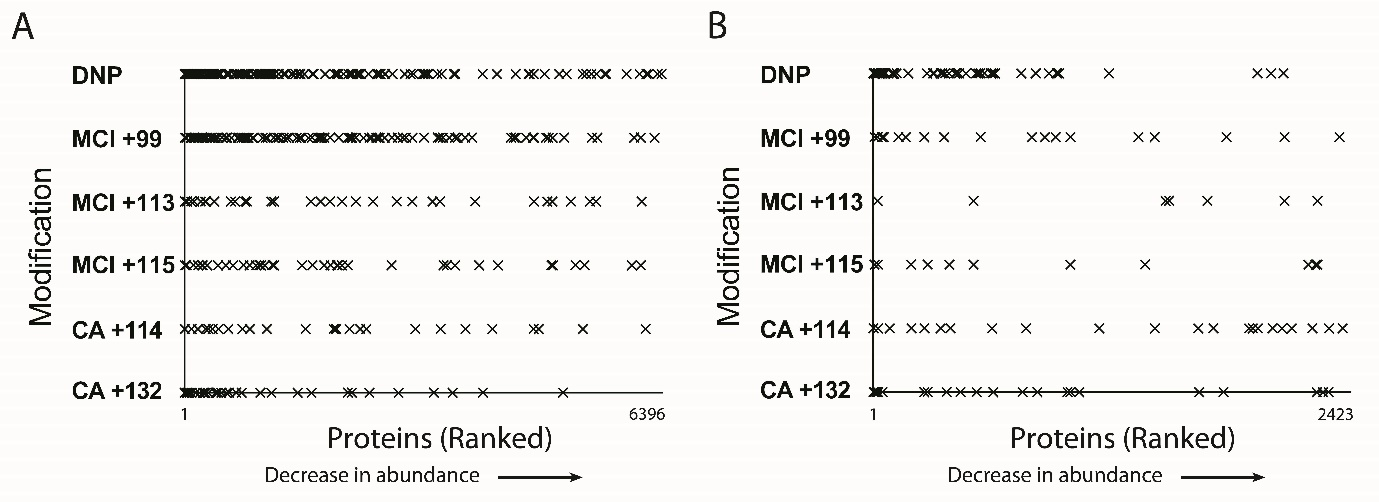 A
DNP
MCI +99
MCI +113
MCI +115
CA +114
CA +132
Modification
1
6396
Proteins (Ranked)
Decrease in abundance
B
DNP
MCI +99
MCI +113
MCI +115
CA +114
CA +132
Modification
1
2423
Proteins (Ranked)
Decrease in abundance